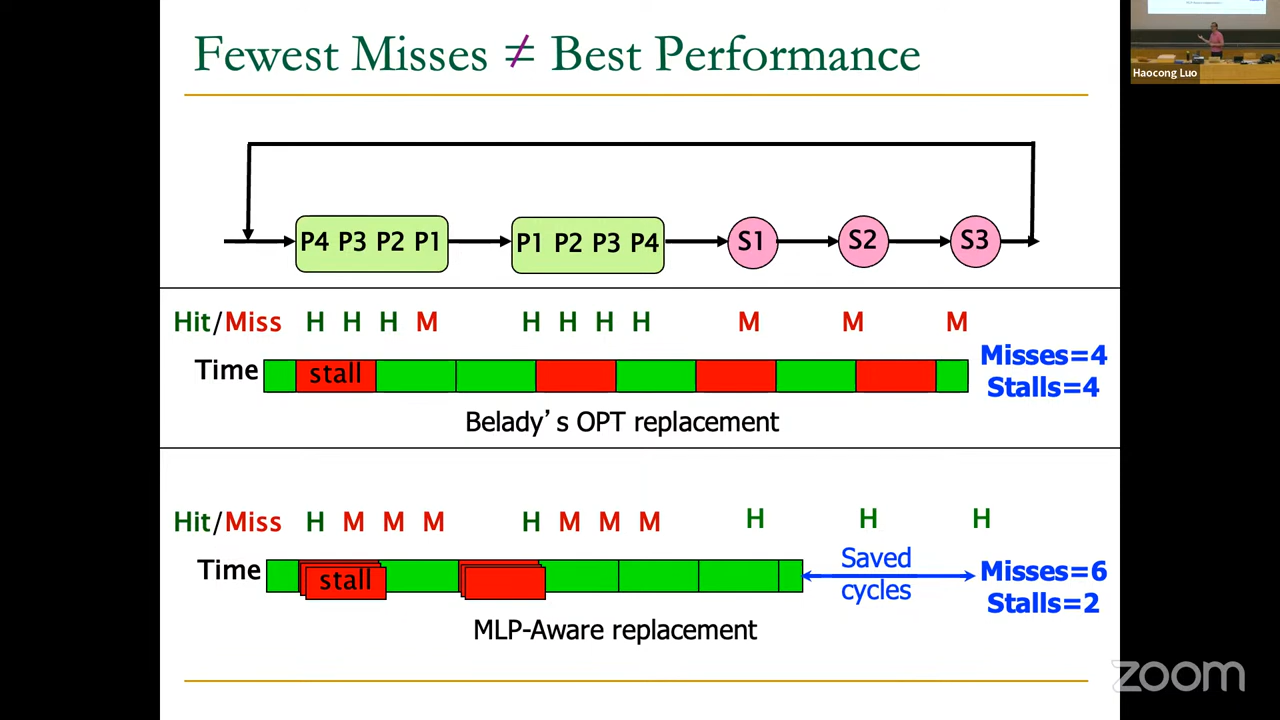 Fewest Misses ≠ Best Performance
Haocong Luo
P4 P3 P2 P1
P1 P2 P3 P4
S1
S2
S3
Hit/Miss H H H M H H H H M M M
Time stall
Misses=4
Stalls=4
Belady's OPT replacement
Hit/Miss H M M M H M M M H H H
Time stall
Saved
cycles
Misses=6
Stalls=2
MLP-Aware replacement
zoom